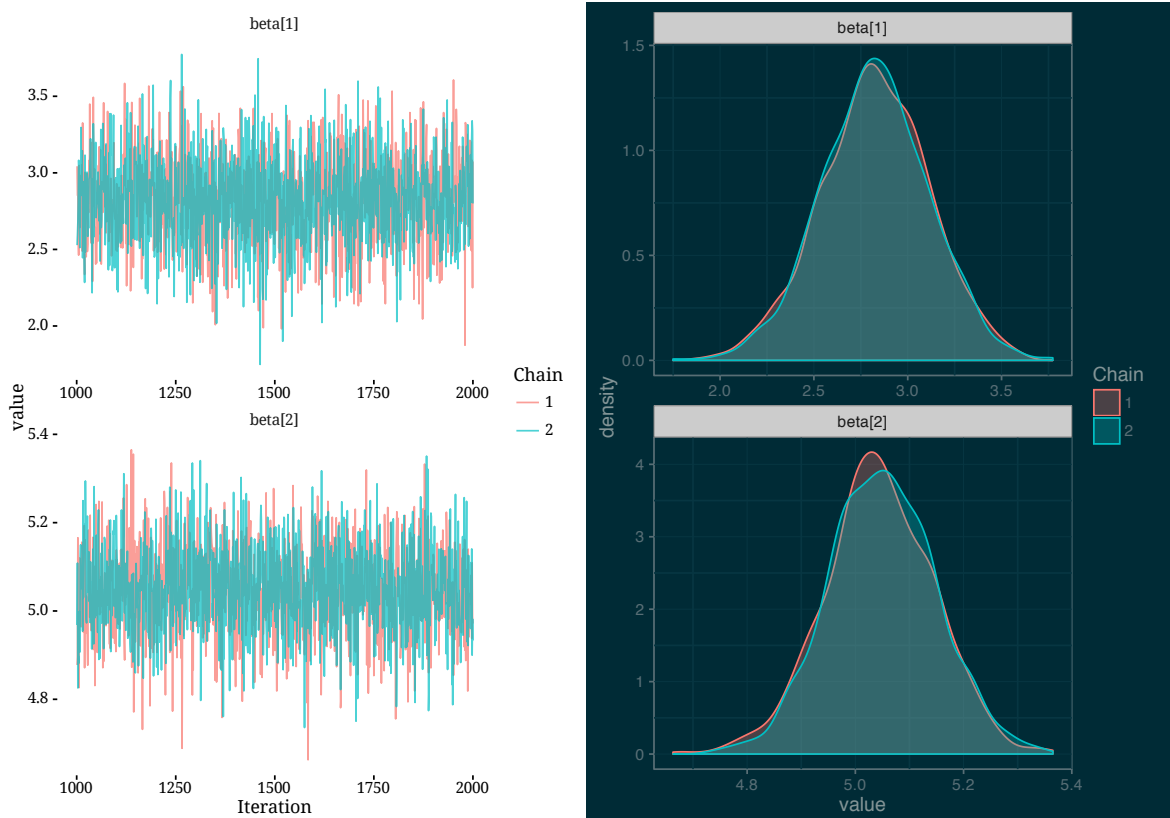 beta[1]
3.5
3.0
2.5
2.0
1000 1250 1500 1750 2000
value
beta[2]
5.4
5.2
5.0
4.8
1000 1250 1500 1750 2000
Iteration
Chain
1
2
beta[1]
1.5
1.0
0.5
0.0
2.0 2.5 3.0 3.5
density
beta[2]
4
3
2
1
0
4.8 5.0 5.2 5.4
value
Chain
1
2